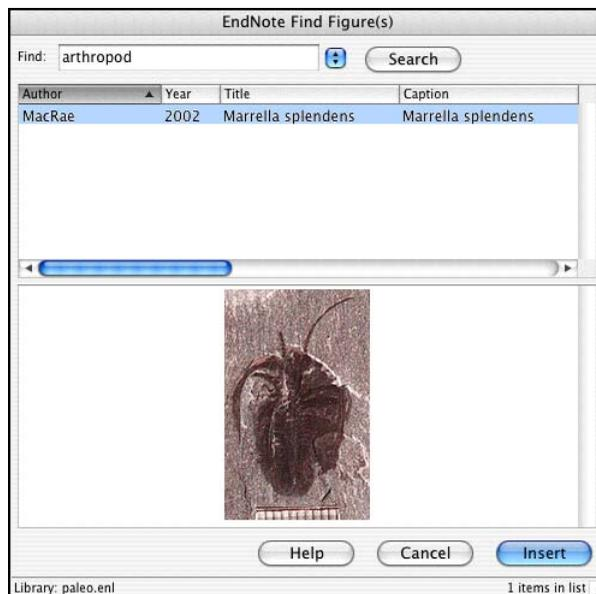 EndNote Find Figure(s)
Find: arthropod Search
Author Year Title Caption
MacRae 2002 Marrella splendens Marrella splendens
Help Cancel Insert
Library: paleo.enl 1 items in list